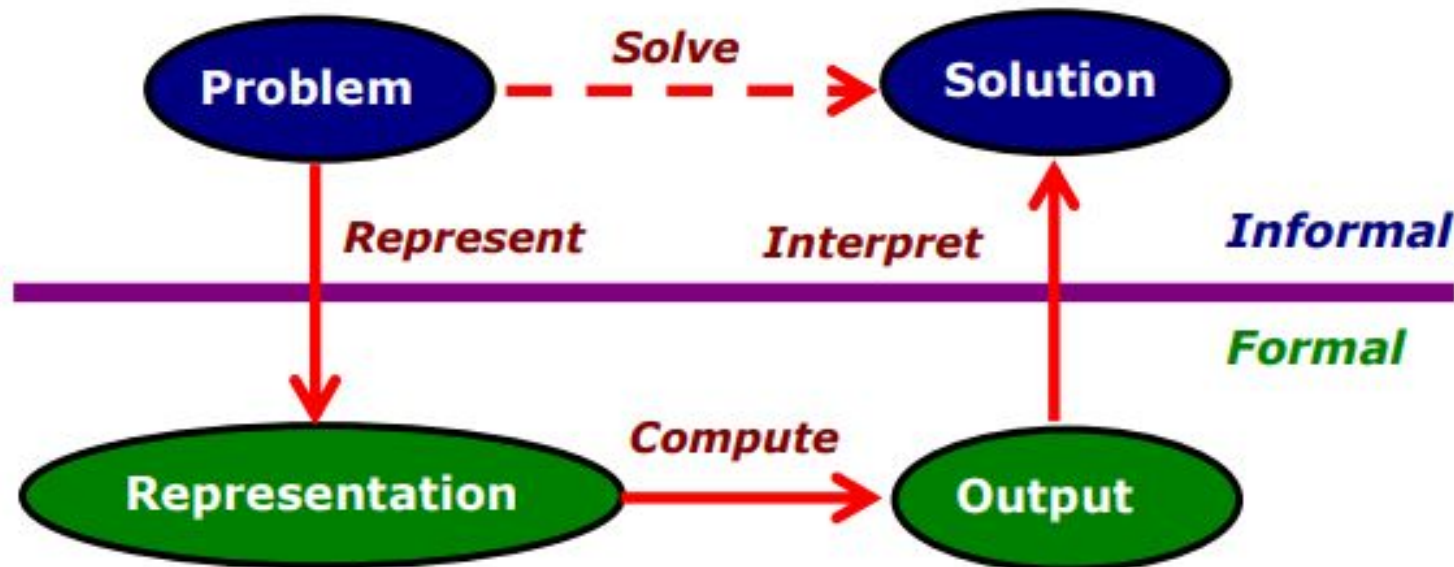 Solve
Problem
Solution
Represent
Interpret
Informal
Formal
Compute
Representation
Output